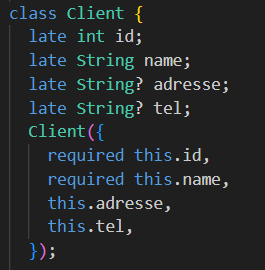 class Client {
  late int id;
  late String name;
  late String? adresse;
  late String? tel;
  Client({
    required this.id,
    required this.name,
    this.adresse,
    this.tel,
  });